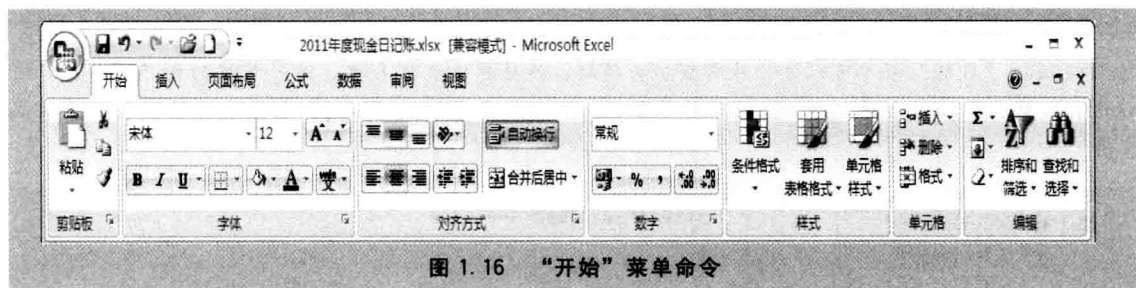 2011年度现金日记账.xlsx [兼容模式] - Microsoft Excel
开始 插入 页面布局 公式 数据 审阅 视图
宋体 12 A A 自动换行 常规 插入 Σ
粘贴 条件格式 套用 单元格 删除 排序和 查找和
B I U A 合并后居中 % , 表格格式 样式 格式 筛选 选择
剪贴板 字体 对齐方式 数字 样式 单元格 编辑
图 1.16 “开始”菜单命令